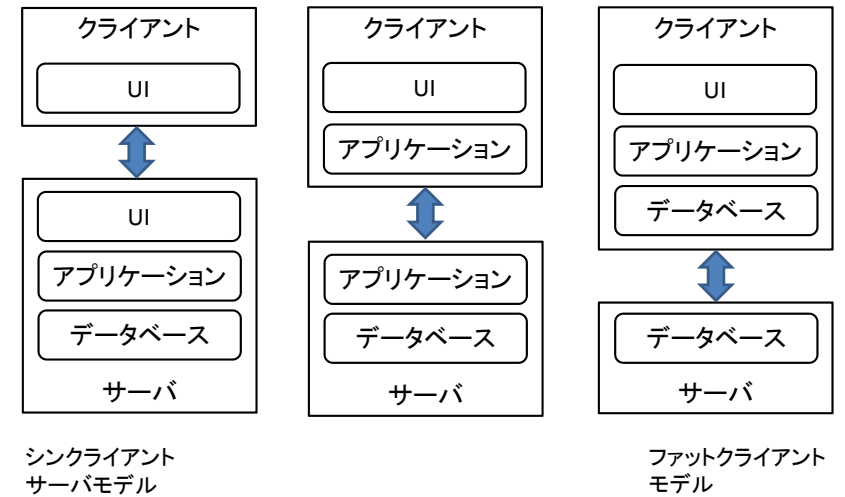 クライアント
UI
UI
アプリケーション
データベース
サーバ
シンクライアント
サーバモデル
クライアント
UI
アプリケーション
アプリケーション
データベース
サーバ
クライアント
UI
アプリケーション
データベース
データベース
サーバ
ファットクライアント
モデル